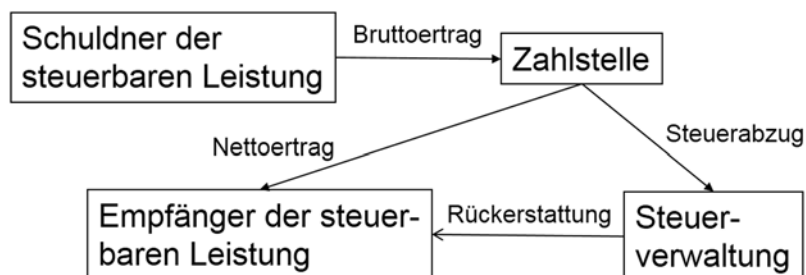 Schuldner der
steuerbaren Leistung
Bruttoertrag
Zahlstelle
Nettoertrag
Steuerabzug
Empfänger der steuer-
baren Leistung
Rückerstattung
Steuer-
verwaltung